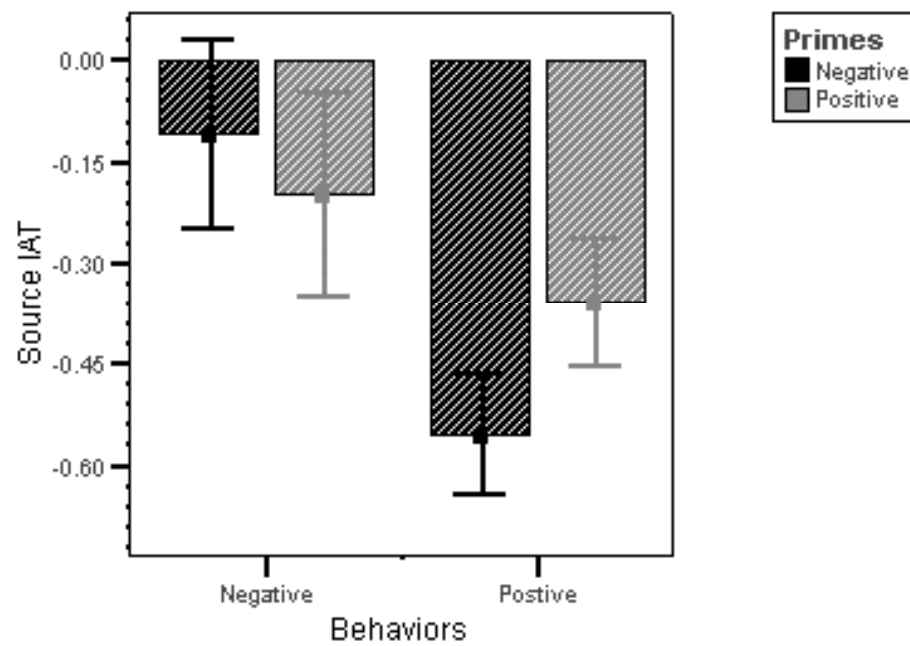 Primes
Negative
Positive
0.00
-0.15
-0.30
-0.45
-0.60
Source IAT
Negative
Postive
Behaviors